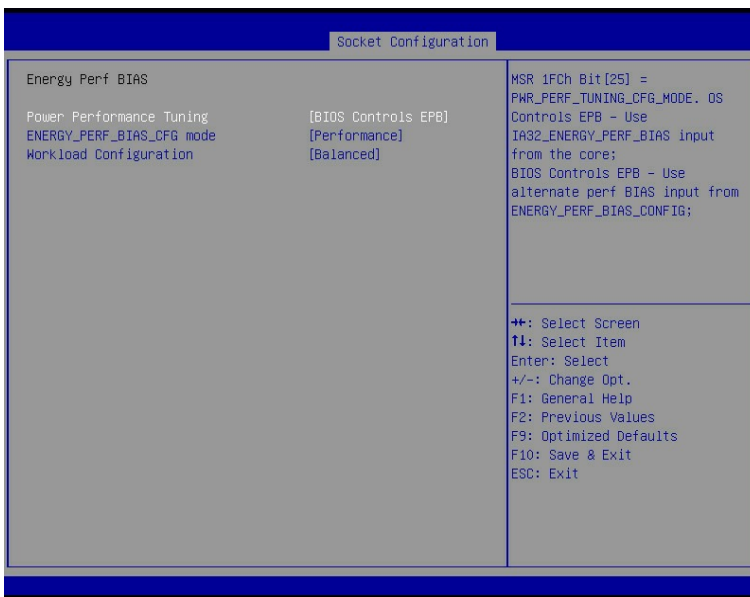 Socket Configuration
Energy Perf BIAS
Power Performance Tuning [BIOS Controls EPB]
ENERGY_PERF_BIAS_CFG mode [Performance]
Workload Configuration [Balanced]
MSR 1FCh Bit[25] =
PWR_PERF_TUNING_CFG_MODE. OS
Controls EPB - Use
IA32_ENERGY_PERF_BIAS input
from the core;
BIOS Controls EPB - Use
alternate perf BIAS input from
ENERGY_PERF_BIAS_CONFIG;
→←: Select Screen
↑↓: Select Item
Enter: Select
+/-: Change Opt.
F1: General Help
F2: Previous Values
F9: Optimized Defaults
F10: Save & Exit
ESC: Exit